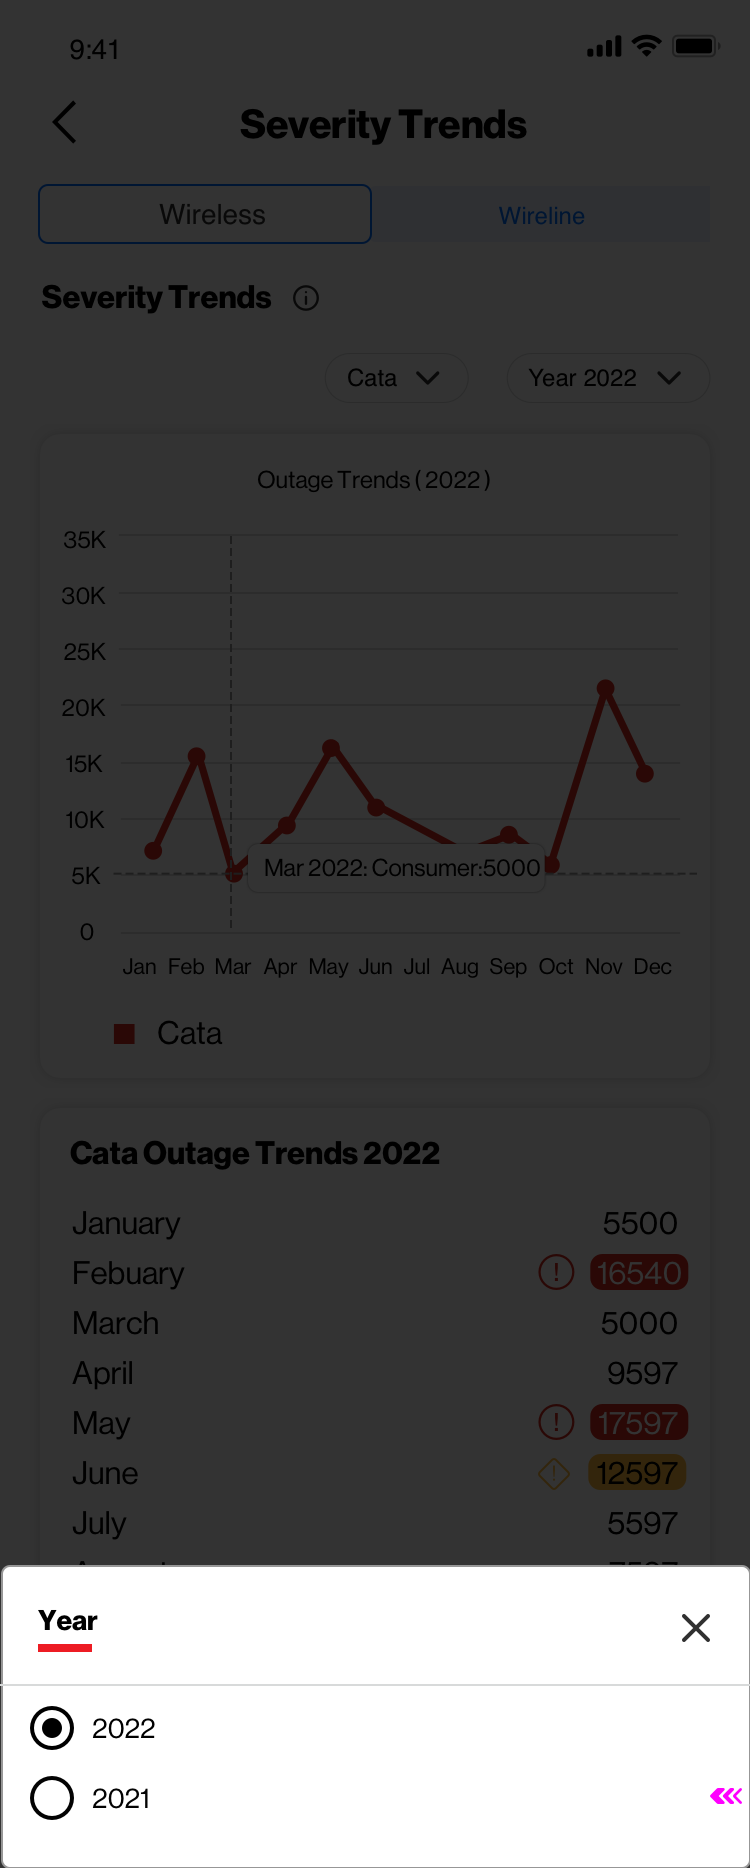 9:41
Severity Trends
Wireless Wireline
Severity Trends
Cata Year 2022
Outage Trends ( 2022 )
35K
30K
25K
20K
15K
10K
5K
0
Mar 2022: Consumer:5000
Jan Feb Mar Apr May Jun Jul Aug Sep Oct Nov Dec
Cata
Cata Outage Trends 2022
January 5500
Febuary 16540
March 5000
April 9597
May 17597
June 12597
July 5597
Year
2022
2021